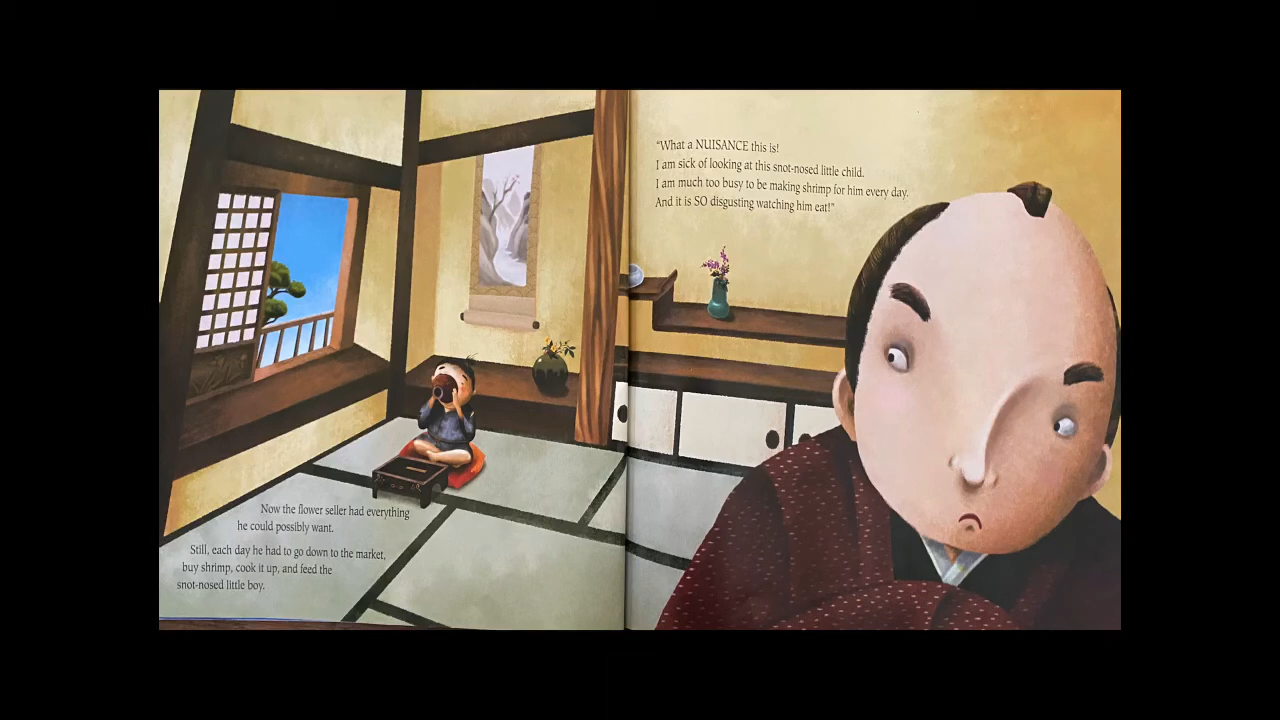 Now the flower seller had everything
he could possibly want.
Still, each day he had to go down to the market,
buy shrimp, cook it up, and feed the
snot-nosed little boy.
"What a NUISANCE this is!
I am sick of looking at this snot-nosed little child.
I am much too busy to be making shrimp for him every day.
And it is SO disgusting watching him eat!"